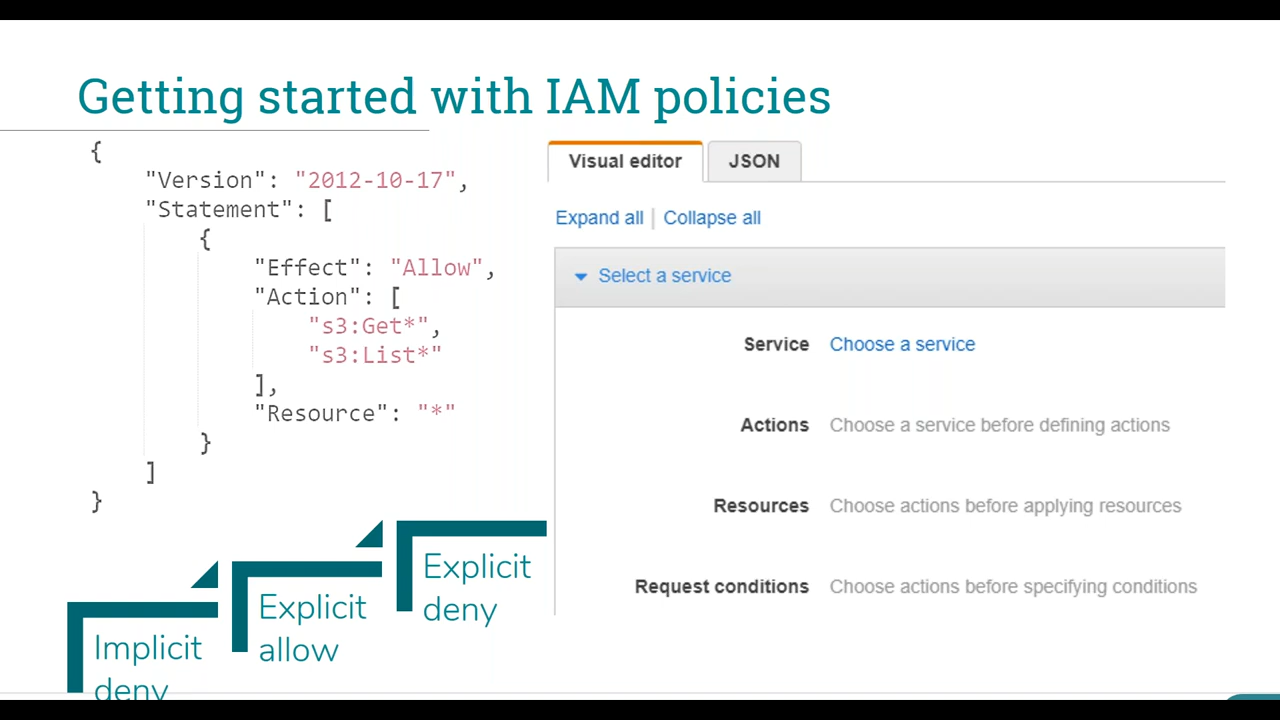 Getting started with IAM policies
{
"Version": "2012-10-17",
"Statement": [
{
"Effect": "Allow",
"Action": [
"s3:Get*",
"s3:List*"
],
"Resource": "*"
}
]
}
Visual editor
JSON
Expand all | Collapse all
Select a service
Service Choose a service
Actions Choose a service before defining actions
Resources Choose actions before applying resources
Request conditions Choose actions before specifying conditions
Implicit
deny
Explicit
allow
Explicit
deny